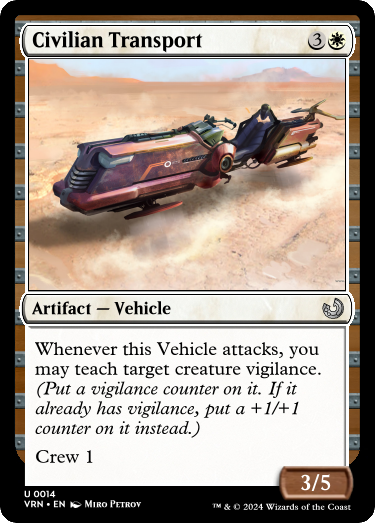 Civilian Transport 3
Artifact — Vehicle
Whenever this Vehicle attacks, you
may teach target creature vigilance.
(Put a vigilance counter on it. If it
already has vigilance, put a +1/+1
counter on it instead.)
Crew 1
3/5
U 0014
VRN • EN Miro Petrov
™ & © 2024 Wizards of the Coast